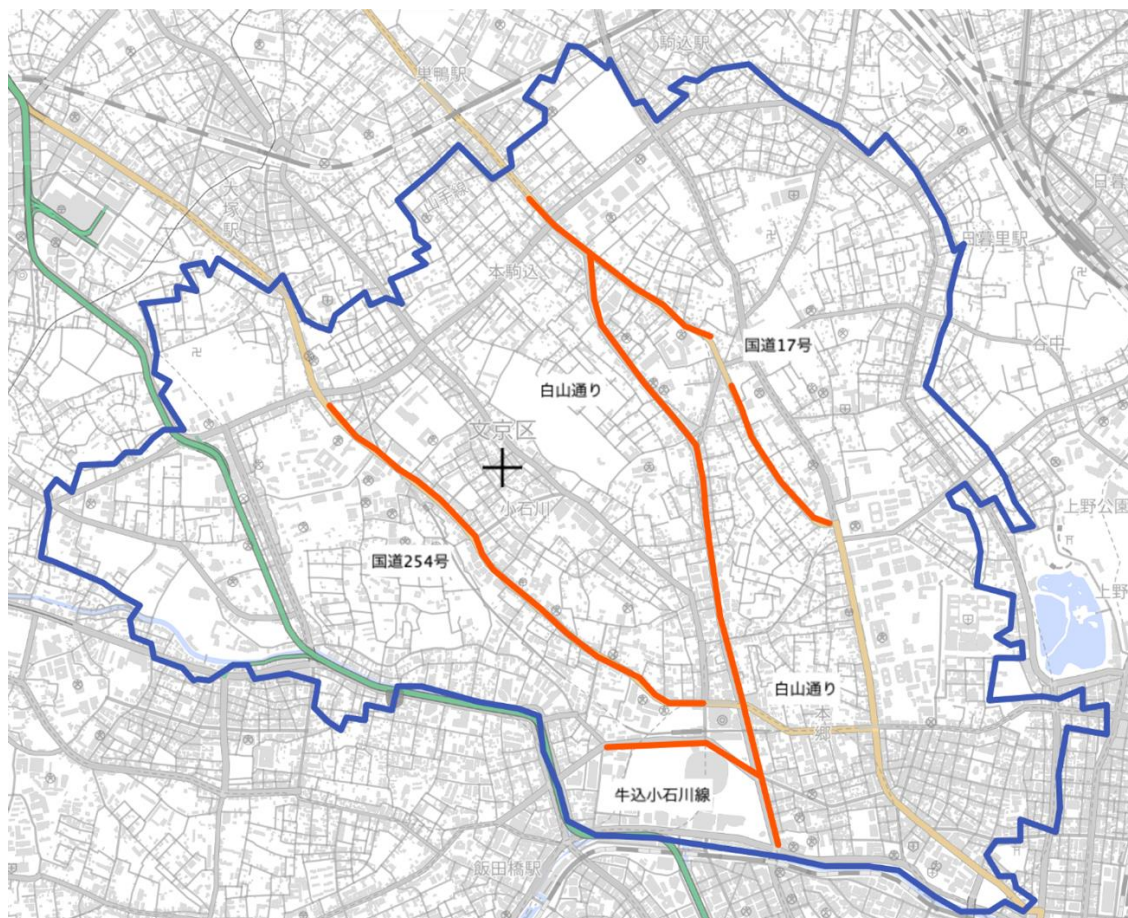 駒込駅
巣鴨駅
大塚駅
山手線
日暮里駅
日暮
本駒込
谷中
国道17号
白山通り
文京区
小石川
上野公園
国道254号
上野
白山通り
本郷
牛込小石川線
飯田橋駅